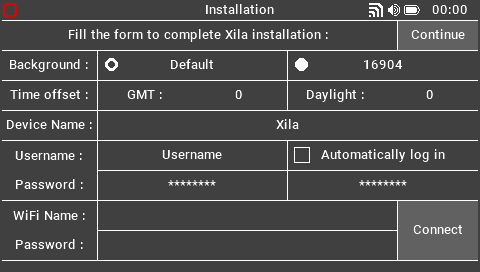 Installation 00:00
Fill the form to complete Xila installation : Continue
Background : Default 16904
Time offset : GMT : 0 Daylight : 0
Device Name : Xila
Username : Username Automatically log in
Password : ******** ********
WiFi Name :
Connect
Password :